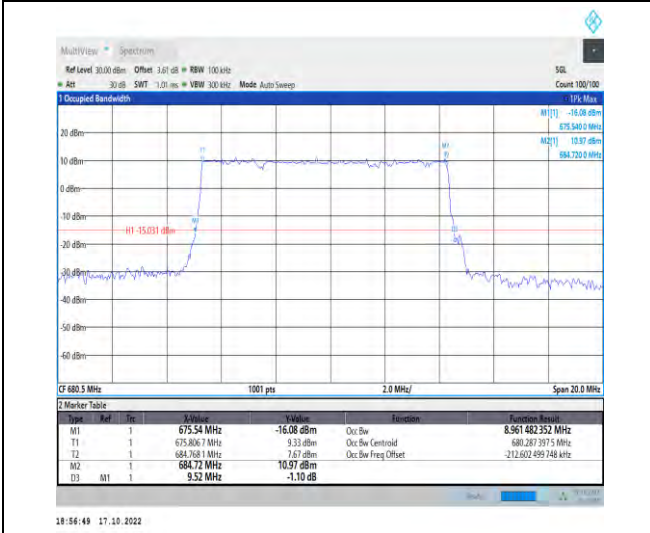 MultiView Spectrum
Ref Level 30.00 dBm Offset 3.61 dB RBW 100 kHz SGL
Att 30 dB SWT 1.01 ms VBW 300 kHz Mode Auto Sweep Count 100/100
1 Occupied Bandwidth 1Pk Max
M1[1] -16.08 dBm
675.540 0 MHz
M2[1] 10.97 dBm
684.720 0 MHz
20 dBm
10 dBm
0 dBm
-10 dBm
H1 -15.031 dBm
-20 dBm
-30 dBm
-40 dBm
-50 dBm
-60 dBm
CF 680.5 MHz 1001 pts 2.0 MHz/ Span 20.0 MHz
2 Marker Table
Type Ref Trc X-Value Y-Value Function Function Result
M1 1 675.54 MHz -16.08 dBm Occ Bw 8.961 482 352 MHz
T1 1 675.806 7 MHz 9.33 dBm Occ Bw Centroid 680.287 397 5 MHz
T2 1 684.768 1 MHz 7.67 dBm Occ Bw Freq Offset -212.602 499 748 kHz
M2 1 684.72 MHz 10.97 dBm
D3 M1 1 9.52 MHz -1.10 dB
18:56:49 17.10.2022